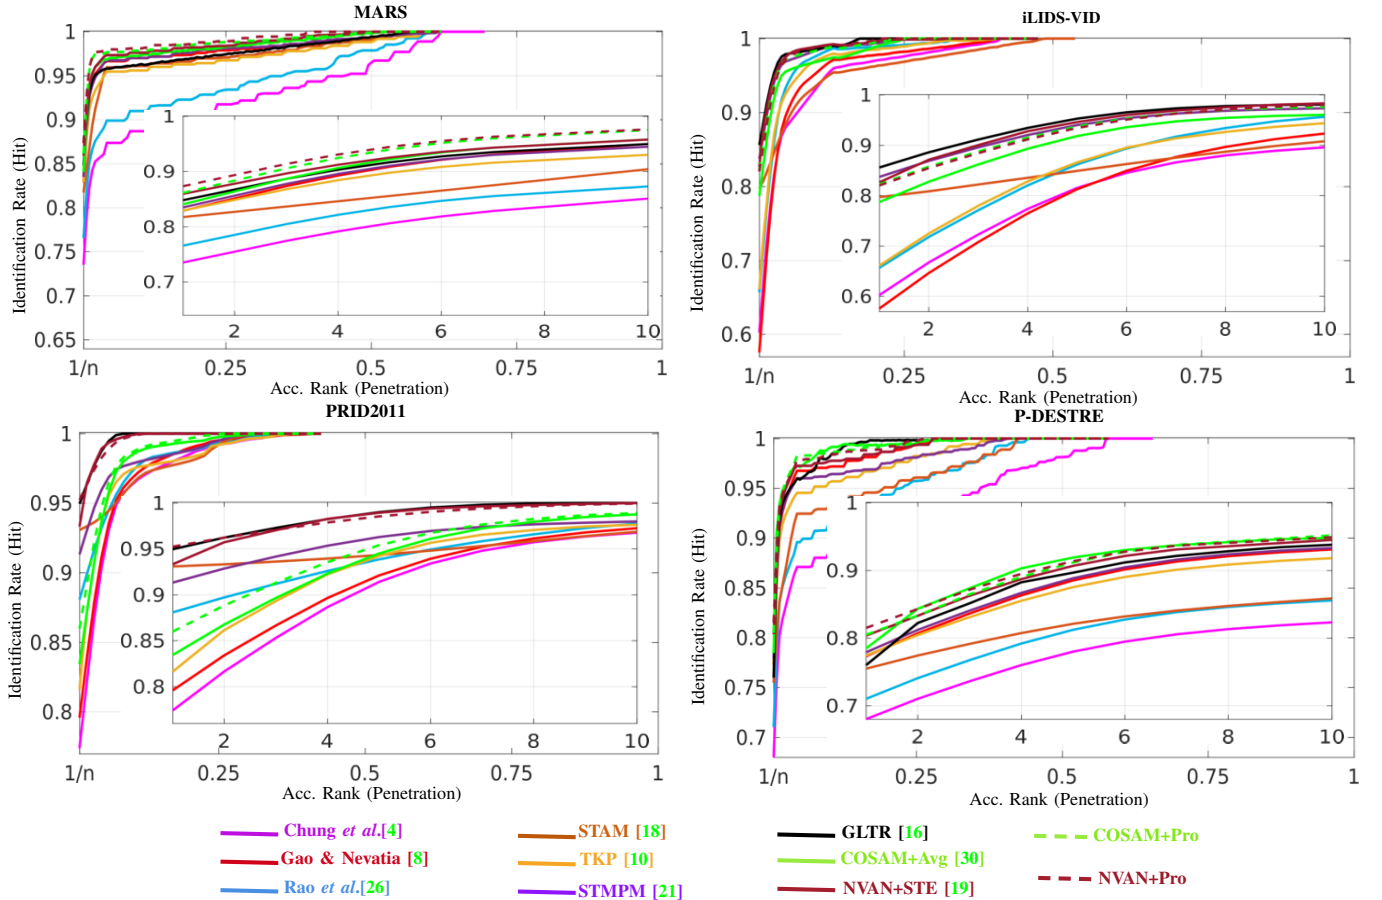 MARS
1
0.95
0.9
0.85
0.8
0.75
0.7
0.65
Identification Rate (Hit)
1
0.9
0.8
0.7
2 4 6 8 10
1/n 0.25 0.5 0.75 1
Acc. Rank (Penetration)
iLIDS-VID
1
0.9
0.8
0.7
0.6
Identification Rate (Hit)
1
0.9
0.8
0.7
0.6
2 4 6 8 10
1/n 0.25 0.5 0.75 1
Acc. Rank (Penetration)
PRID2011
1
0.95
0.9
0.85
0.8
Identification Rate (Hit)
1
0.95
0.9
0.85
0.8
2 4 6 8 10
1/n 0.25 0.5 0.75 1
Acc. Rank (Penetration)
P-DESTRE
1
0.95
0.9
0.85
0.8
0.75
0.7
Identification Rate (Hit)
1
0.9
0.8
0.7
2 4 6 8 10
1/n 0.25 0.5 0.75 1
Acc. Rank (Penetration)
Chung et al.[4]
Gao & Nevatia [8]
Rao et al.[26]
STAM [18]
TKP [10]
STMPM [21]
GLTR [16]
COSAM+Avg [30]
NVAN+STE [19]
COSAM+Pro
NVAN+Pro